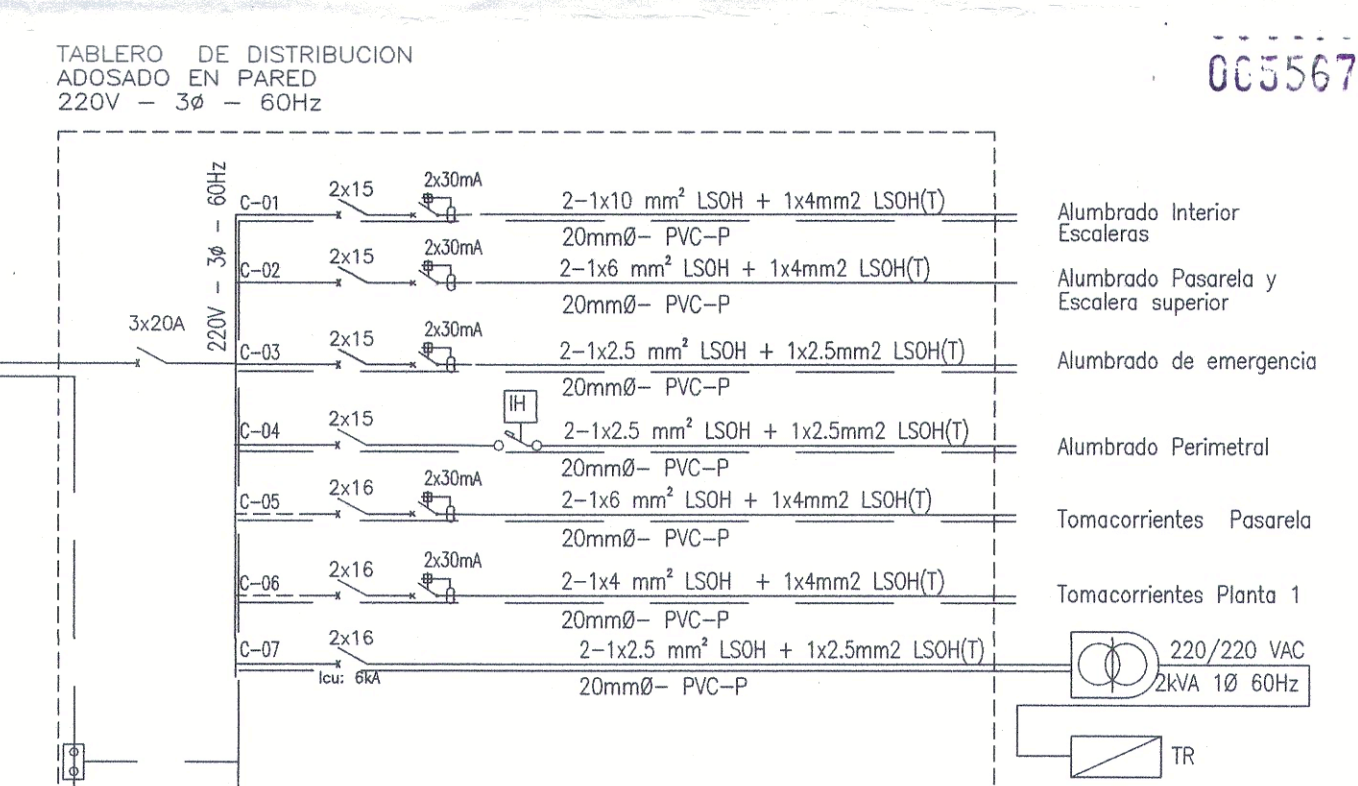 TABLERO DE DISTRIBUCION
ADOSADO EN PARED
220V – 3Ø – 60Hz
005567
220V – 3Ø – 60Hz
3x20A
C-01 2x15 2x30mA 2-1x10 mm² LSOH + 1x4mm2 LSOH(T)
20mmØ- PVC-P
Alumbrado Interior
Escaleras
C-02 2x15 2x30mA 2-1x6 mm² LSOH + 1x4mm2 LSOH(T)
20mmØ- PVC-P
Alumbrado Pasarela y
Escalera superior
C-03 2x15 2x30mA 2-1x2.5 mm² LSOH + 1x2.5mm2 LSOH(T)
20mmØ- PVC-P
Alumbrado de emergencia
C-04 2x15 IH 2-1x2.5 mm² LSOH + 1x2.5mm2 LSOH(T)
20mmØ- PVC-P
Alumbrado Perimetral
C-05 2x16 2x30mA 2-1x6 mm² LSOH + 1x4mm2 LSOH(T)
20mmØ- PVC-P
Tomacorrientes Pasarela
C-06 2x16 2x30mA 2-1x4 mm² LSOH + 1x4mm2 LSOH(T)
20mmØ- PVC-P
Tomacorrientes Planta 1
C-07 2x16 2-1x2.5 mm² LSOH + 1x2.5mm2 LSOH(T)
Icu: 6kA
20mmØ- PVC-P
220/220 VAC
2kVA 1Ø 60Hz
TR